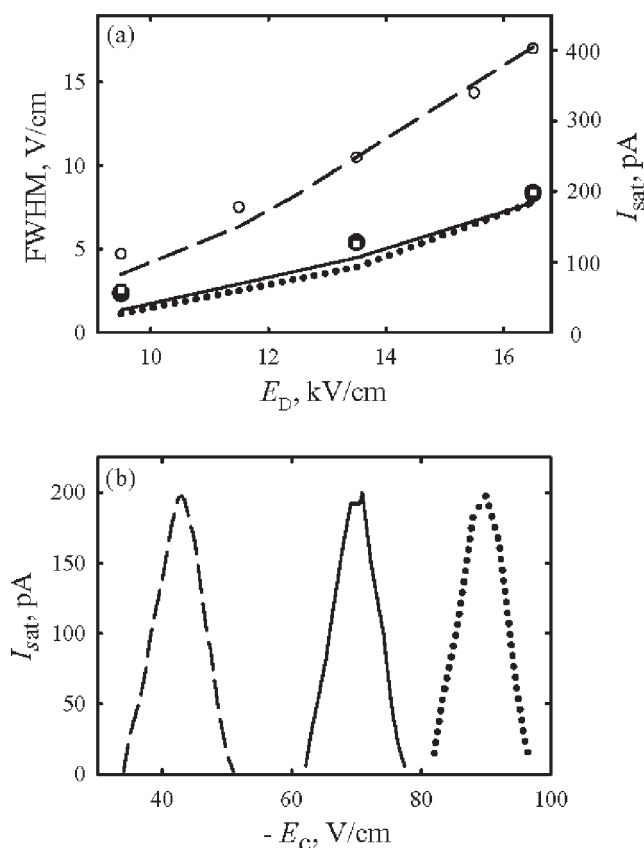 (a)
FWHM, V/cm
15
10
5
0
400
300
200
100
0
I_sat, pA
10 12 14 16
E_D, kV/cm
(b)
I_sat, pA
200
150
100
50
0
40 60 80 100
- E_C, V/cm